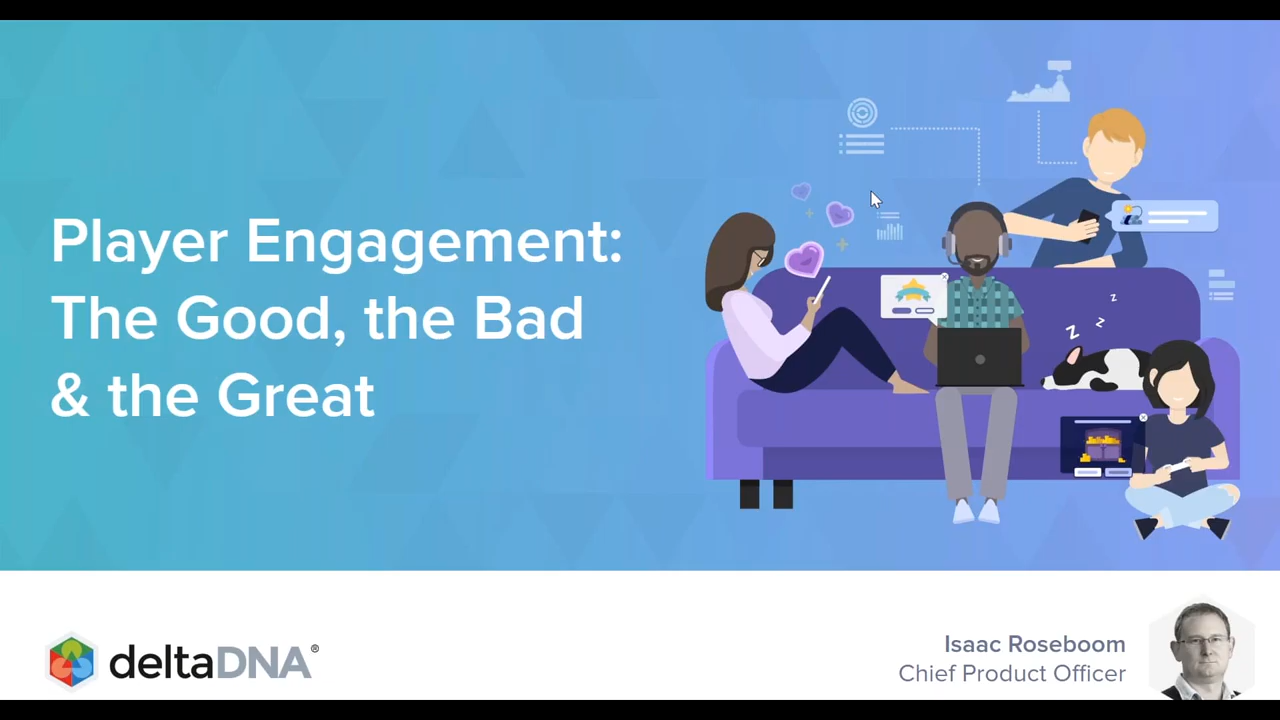 Player Engagement:
The Good, the Bad
& the Great
z
z
z
deltaDNA®
Isaac Roseboom
Chief Product Officer